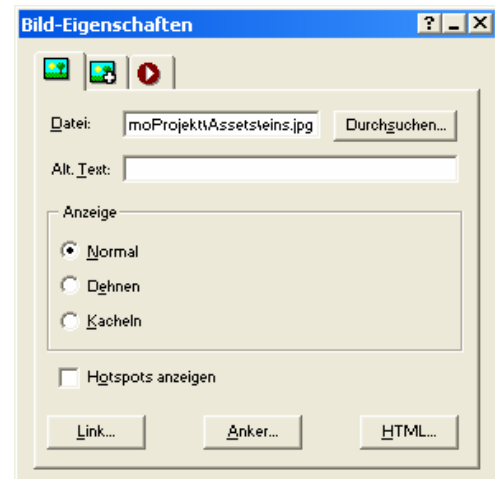 Bild-Eigenschaften
Datei: moProjekt\Assets\eins.jpg Durchsuchen...
Alt. Text:
Anzeige
Normal
Dehnen
Kacheln
Hotspots anzeigen
Link... Anker... HTML...